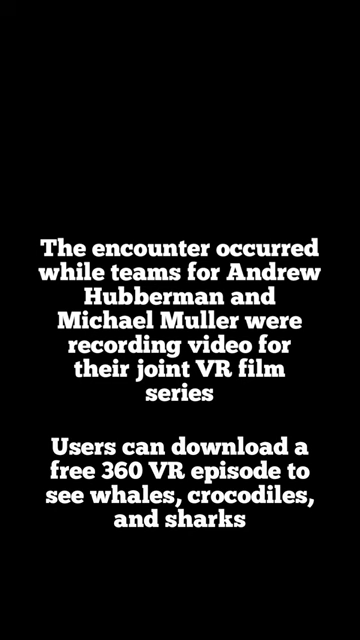 The encounter occurred
while teams for Andrew
Hubberman and
Michael Muller were
recording video for
their joint VR film
series
Users can download a
free 360 VR episode to
see whales, crocodiles,
and sharks